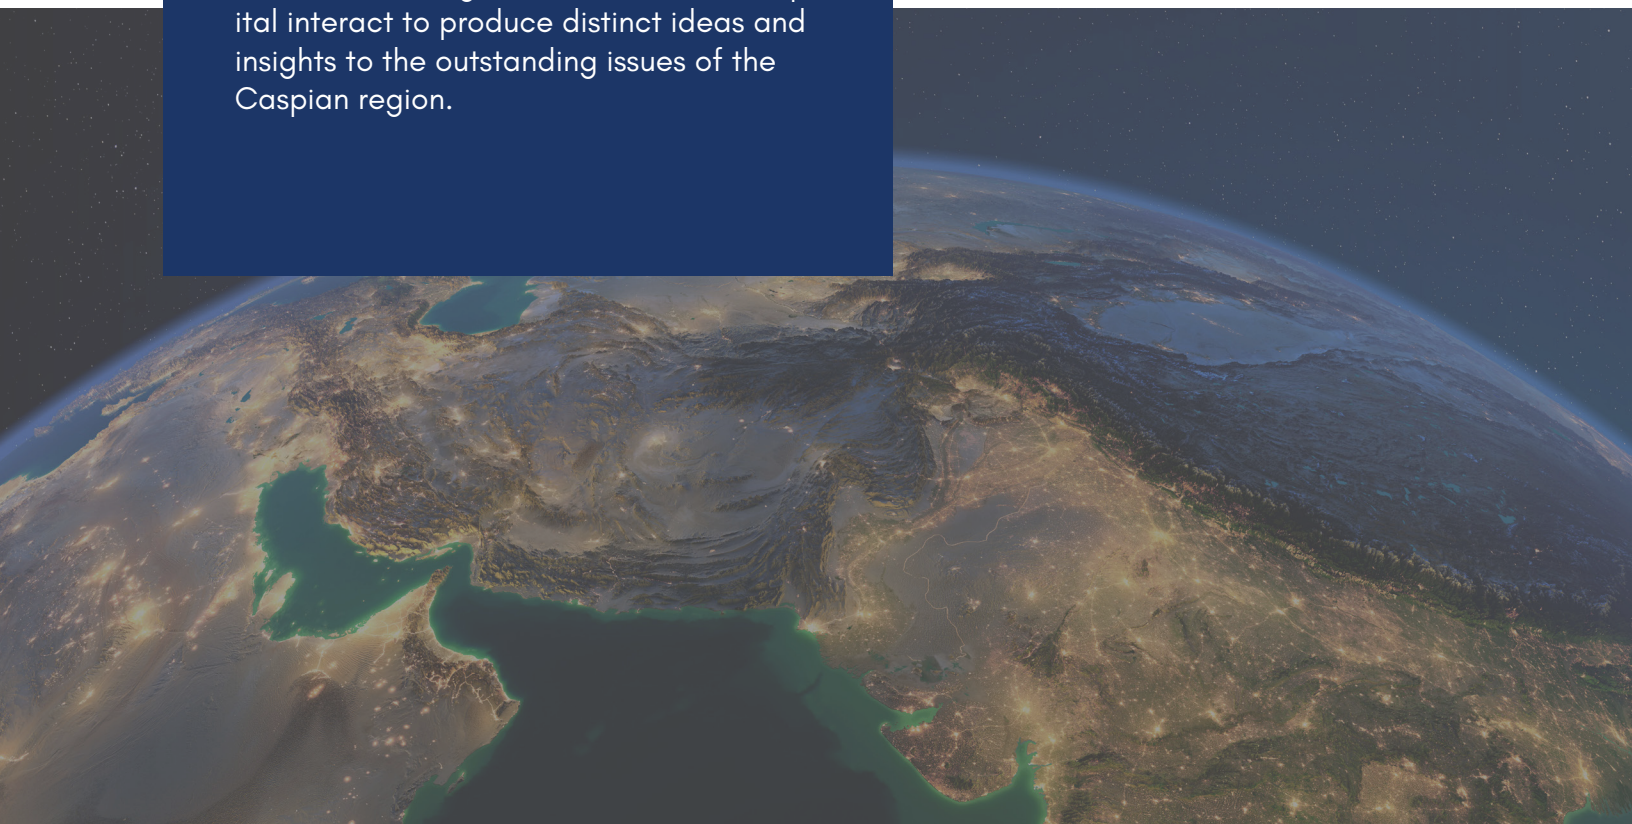 ital interact to produce distinct ideas and
insights to the outstanding issues of the
Caspian region.